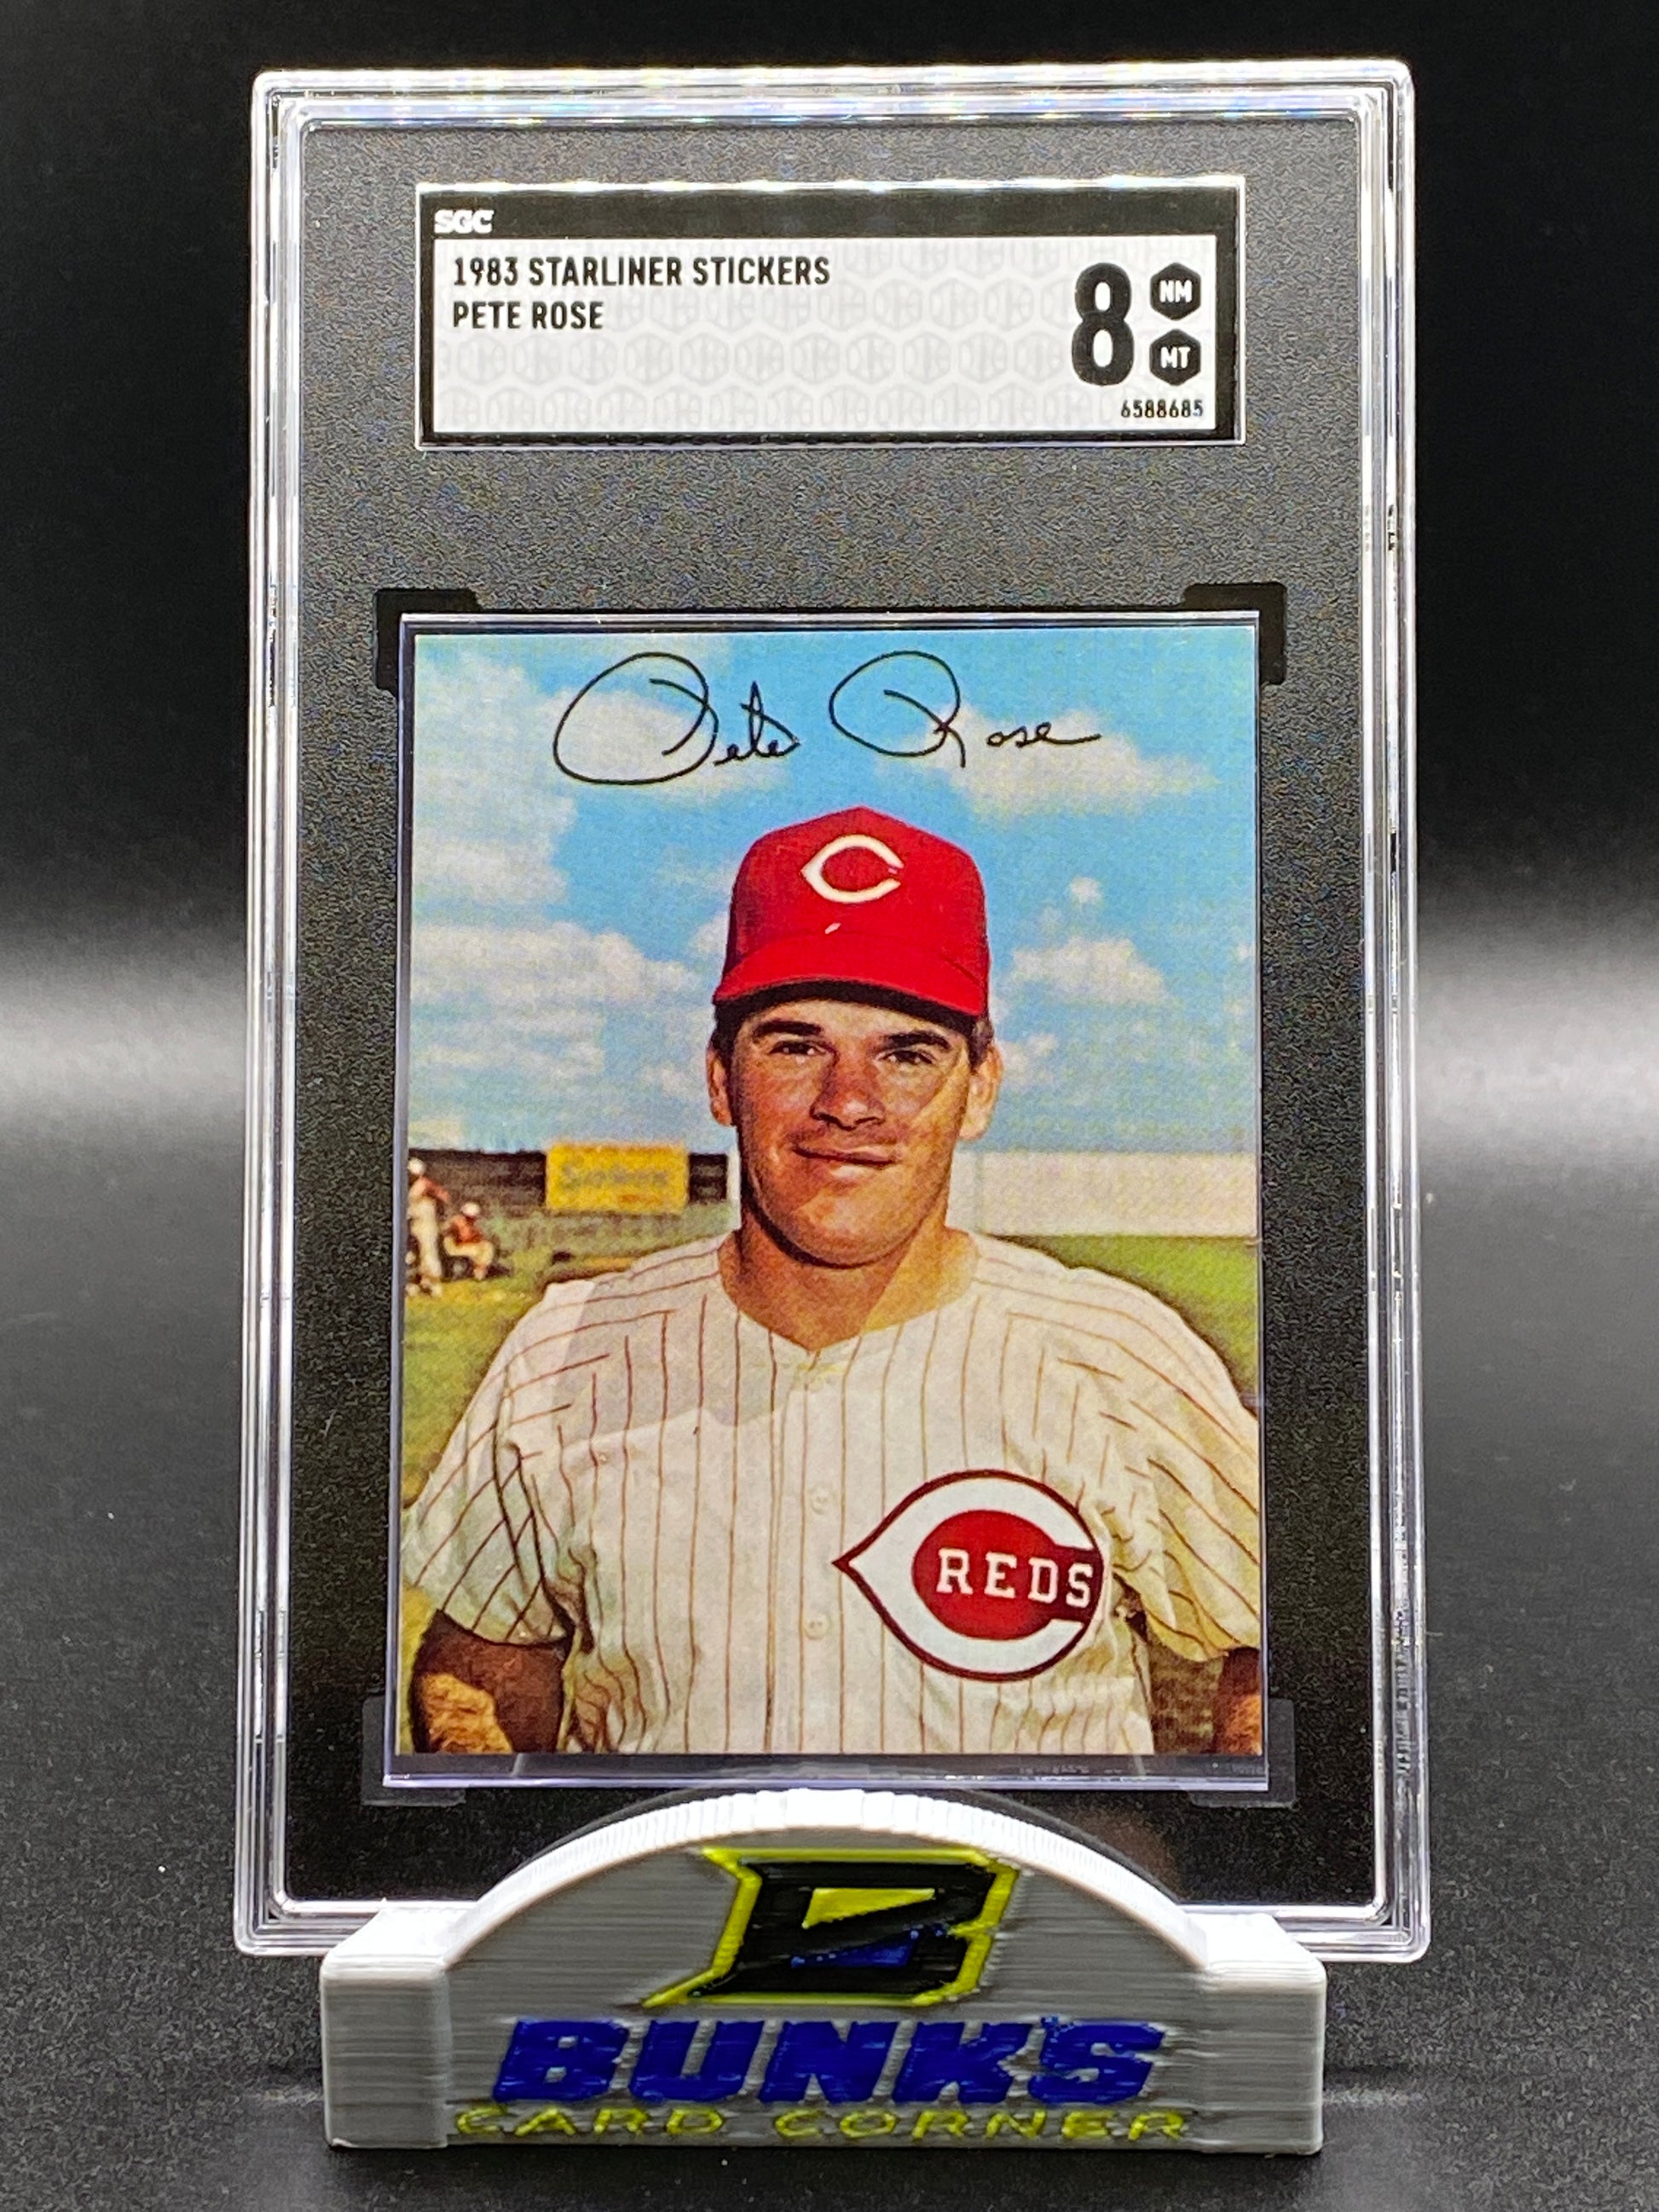 SGC
1983 STARLINER STICKERS
PETE ROSE
8
NM
MT
6588685
Pete Rose
REDS
BUNKS
CARD CORNER